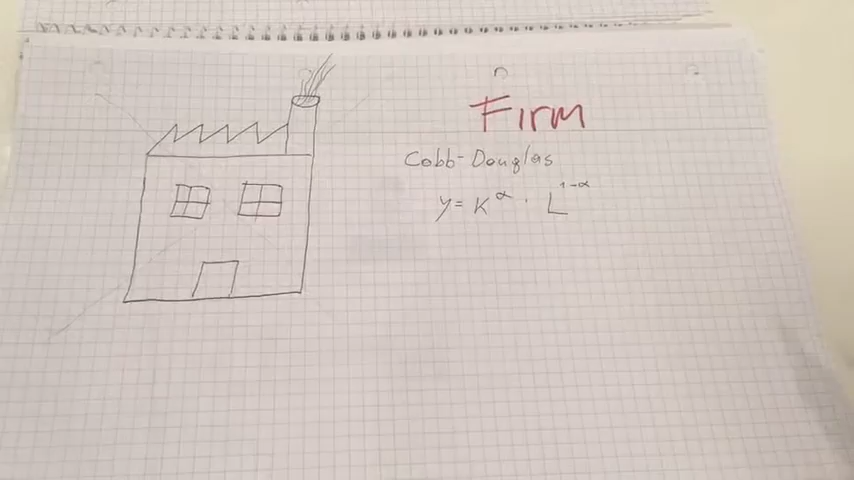 Firm
Cobb-Douglas
y = K^α · L^1-α